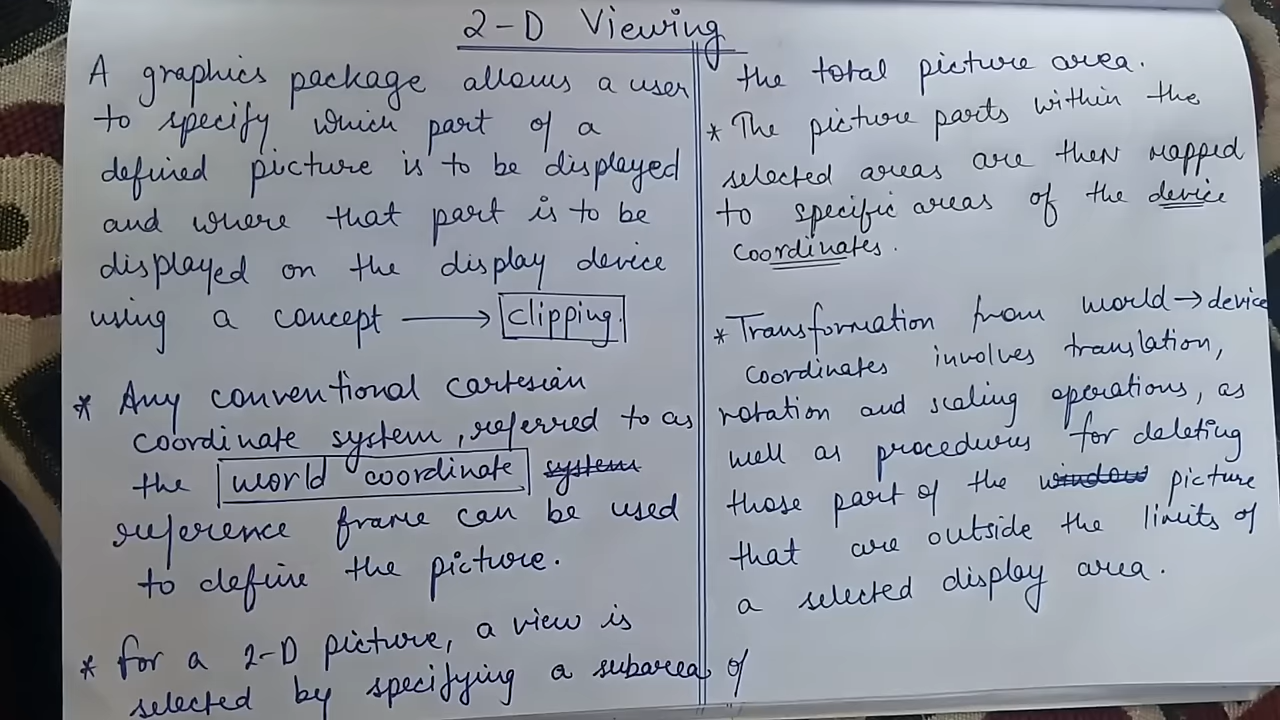 2-D Viewing
A graphics package allows a user
to specify which part of a
defined picture is to be displayed
and where that part is to be
displayed on the display device
using a concept → clipping.
* Any conventional cartesian
coordinate system, referred to as
the world coordinate system
reference frame can be used
to define the picture.
* For a 2-D picture, a view is
selected by specifying a subarea of
the total picture area.
* The picture parts within the
selected areas are then mapped
to specific areas of the device
coordinates.
* Transformation from world → device
coordinates involves translation,
rotation and scaling operations, as
well as procedures for deleting
those part of the window picture
that are outside the limits of
a selected display area.